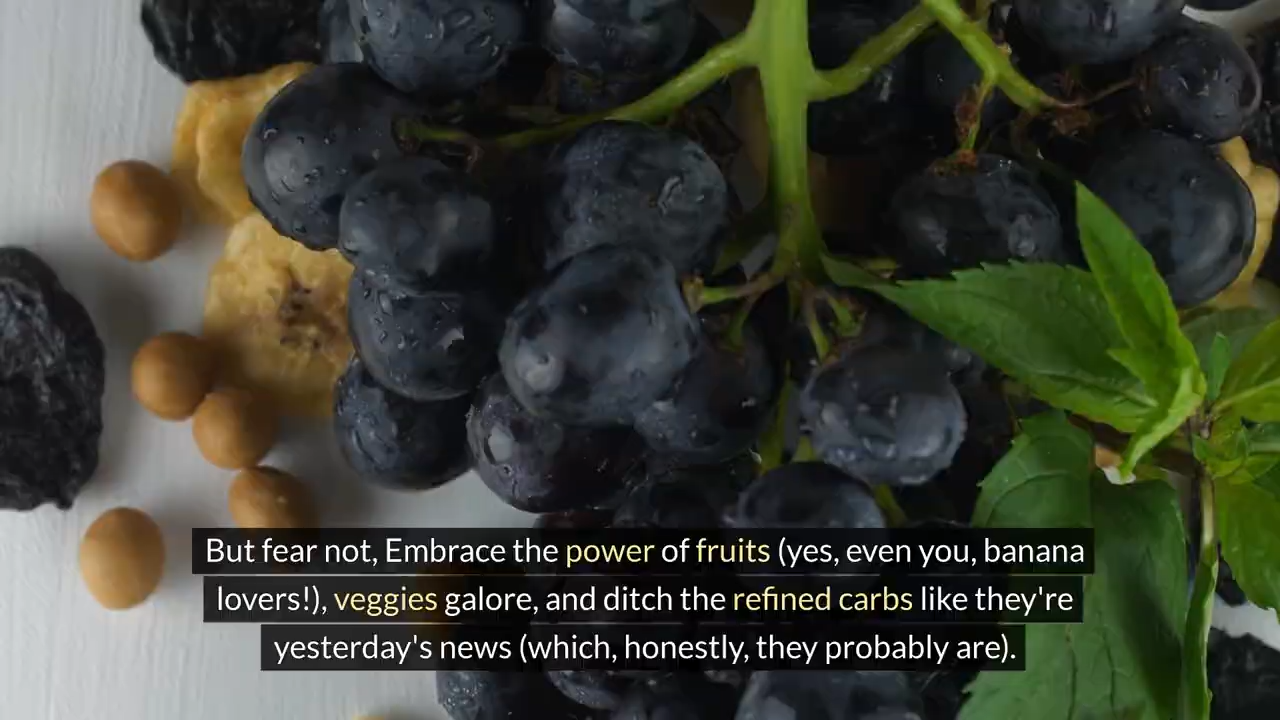 But fear not, Embrace the power of fruits (yes, even you, banana
lovers!), veggies galore, and ditch the refined carbs like they're
yesterday's news (which, honestly, they probably are).